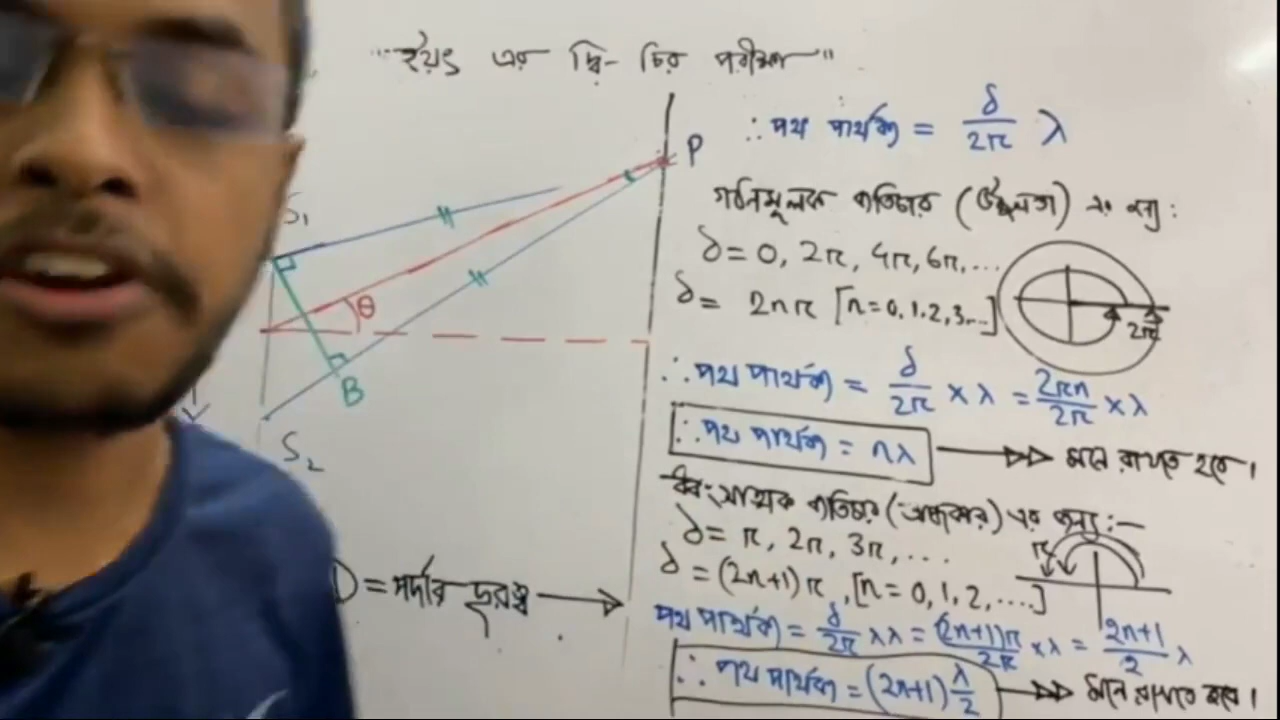 "ইয়ং এর দ্বি-চির পরীক্ষা"
P
S₁
θ
B
S₂
D = পর্দার দূরত্ব
∴ পথ পার্থক্য = δ/2π λ
গঠনমূলক ব্যতিচার (উজ্জ্বলতা) এর জন্য:
δ = 0, 2π, 4π, 6π, ...
δ = 2nπ [n = 0, 1, 2, 3, ...]
2π
∴ পথ পার্থক্য = δ/2π × λ = 2πn/2π × λ
∴ পথ পার্থক্য = nλ → মনে রাখতে হবে।
ধ্বংসাত্মক ব্যতিচার (অন্ধকার) এর জন্য:-
δ = π, 2π, 3π, ...
π
δ = (2n+1)π, [n = 0, 1, 2, ....]
পথ পার্থক্য = δ/2π × λ = (2n+1)π/2π × λ = 2n+1/2 λ
∴ পথ পার্থক্য = (2n+1) λ/2 → মনে রাখতে হবে।